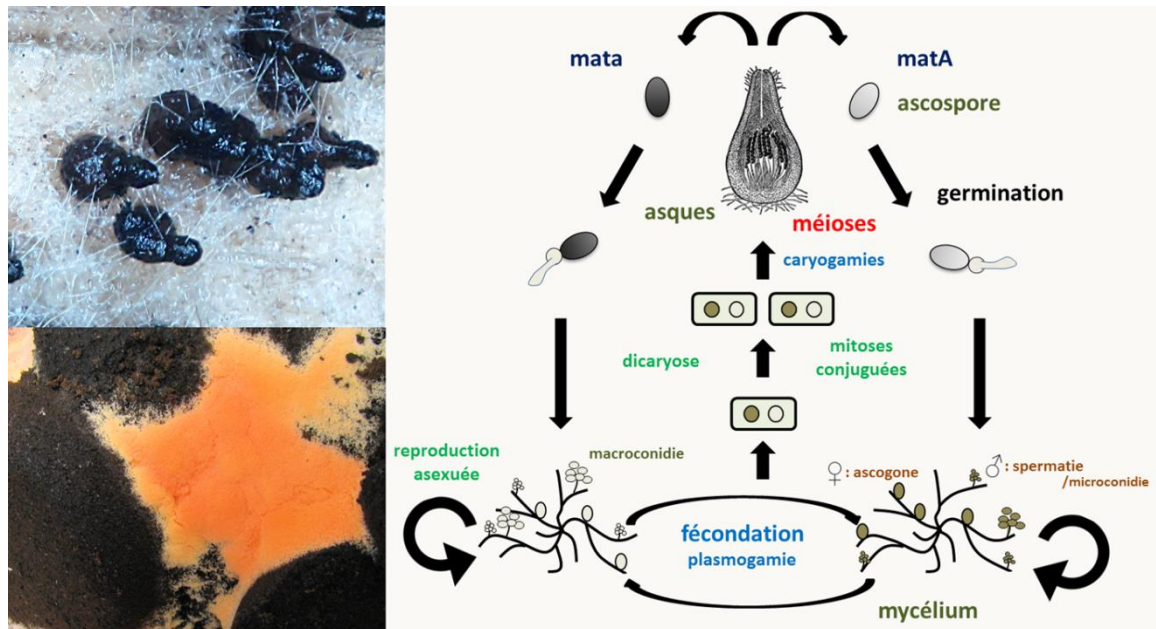 mata
matA
ascospore
germination
asques
méioses
caryogamies
dicaryose
mitoses
conjuguées
reproduction
asexuée
macroconidie
♀ : ascogone
♂ : spermatie
/microconidie
fécondation
plasmogamie
mycélium